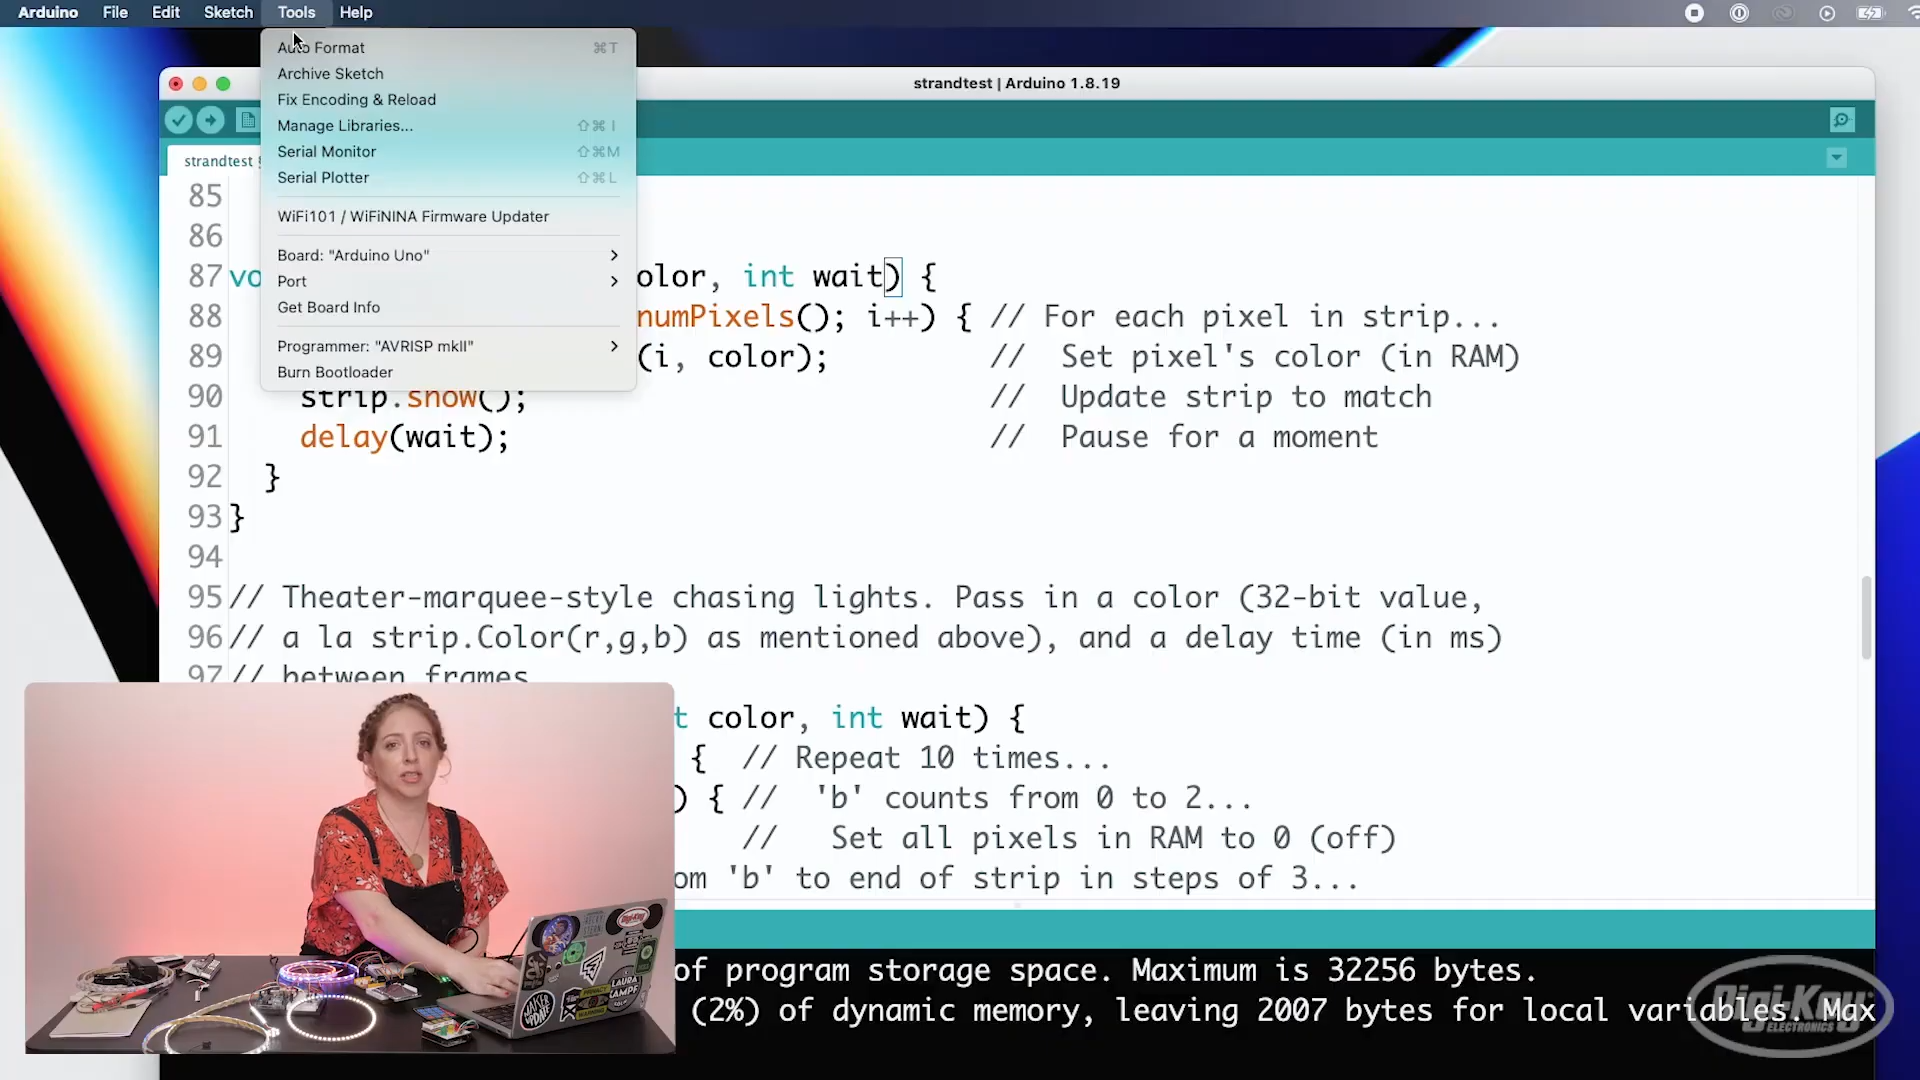 Arduino File Edit Sketch Tools Help
Auto Format ⌘T
Archive Sketch
Fix Encoding & Reload
Manage Libraries... ⇧⌘I
Serial Monitor ⇧⌘M
Serial Plotter ⇧⌘L
WiFi101 / WiFiNINA Firmware Updater
Board: "Arduino Uno"
Port
Get Board Info
Programmer: "AVRISP mkII"
Burn Bootloader
strandtest | Arduino 1.8.19
strandtest
85
86
87 vo olor, int wait) {
88 numPixels(); i++) { // For each pixel in strip...
89 (i, color); // Set pixel's color (in RAM)
90 strip.show(); // Update strip to match
91 delay(wait); // Pause for a moment
92 }
93 }
94
95 // Theater-marquee-style chasing lights. Pass in a color (32-bit value,
96 // a la strip.Color(r,g,b) as mentioned above), and a delay time (in ms)
97 // between frames
t color, int wait) {
{ // Repeat 10 times...
) { // 'b' counts from 0 to 2...
// Set all pixels in RAM to 0 (off)
om 'b' to end of strip in steps of 3...
of program storage space. Maximum is 32256 bytes.
(2%) of dynamic memory, leaving 2007 bytes for local variables. Max
Digi-Key
ELECTRONICS
Digi-Key
MAKER
UPDATE
LAURA
KAMPF